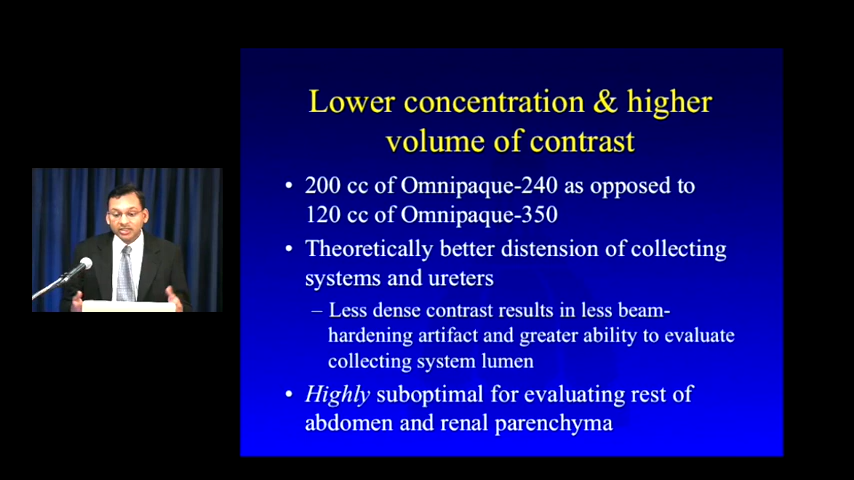 Lower concentration & higher
volume of contrast
• 200 cc of Omnipaque-240 as opposed to
120 cc of Omnipaque-350
• Theoretically better distension of collecting
systems and ureters
– Less dense contrast results in less beam-
hardening artifact and greater ability to evaluate
collecting system lumen
• Highly suboptimal for evaluating rest of
abdomen and renal parenchyma